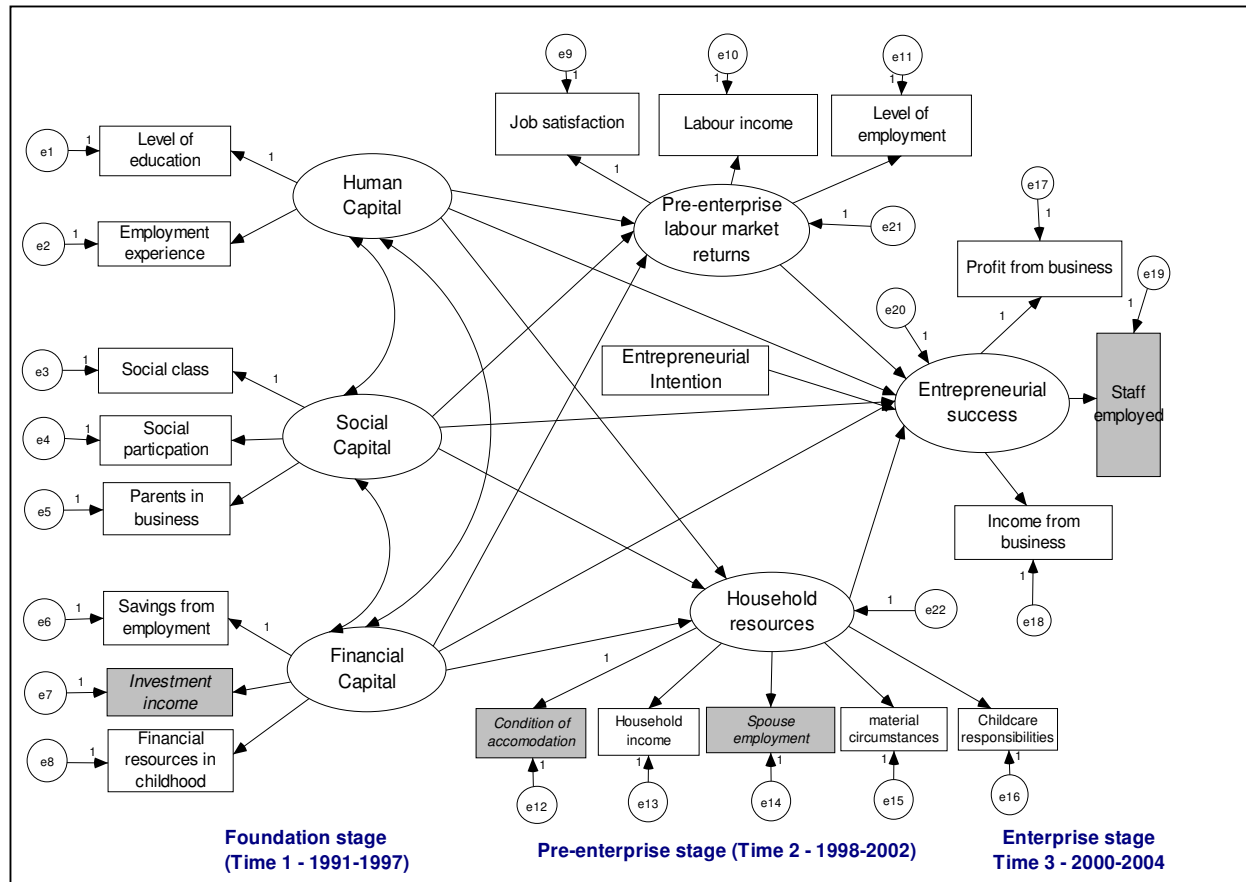 e9
1
e10
1
e11
1
Job satisfaction
Labour income
Level of
employment
1
e1
1
Level of
education
1
Human
Capital
e2
1
Employment
experience
Pre-enterprise
labour market
returns
1
e21
e17
1
Profit from business
1
e19
1
e20
1
e3
1
Social class
1
Entrepreneurial
Intention
Entrepreneurial
success
Staff
employed
e4
1
Social
particpation
Social
Capital
e5
1
Parents in
business
Income from
business
1
e18
e6
1
Savings from
employment
1
Financial
Capital
Household
resources
1
e22
e7
1
Investment
income
e8
1
Financial
resources in
childhood
1
Condition of
accomodation
Household
income
Spouse
employment
material
circumstances
Childcare
responsibilities
1
1
1
1
1
e12
e13
e14
e15
e16
Foundation stage
(Time 1 - 1991-1997)
Pre-enterprise stage (Time 2 - 1998-2002)
Enterprise stage
Time 3 - 2000-2004